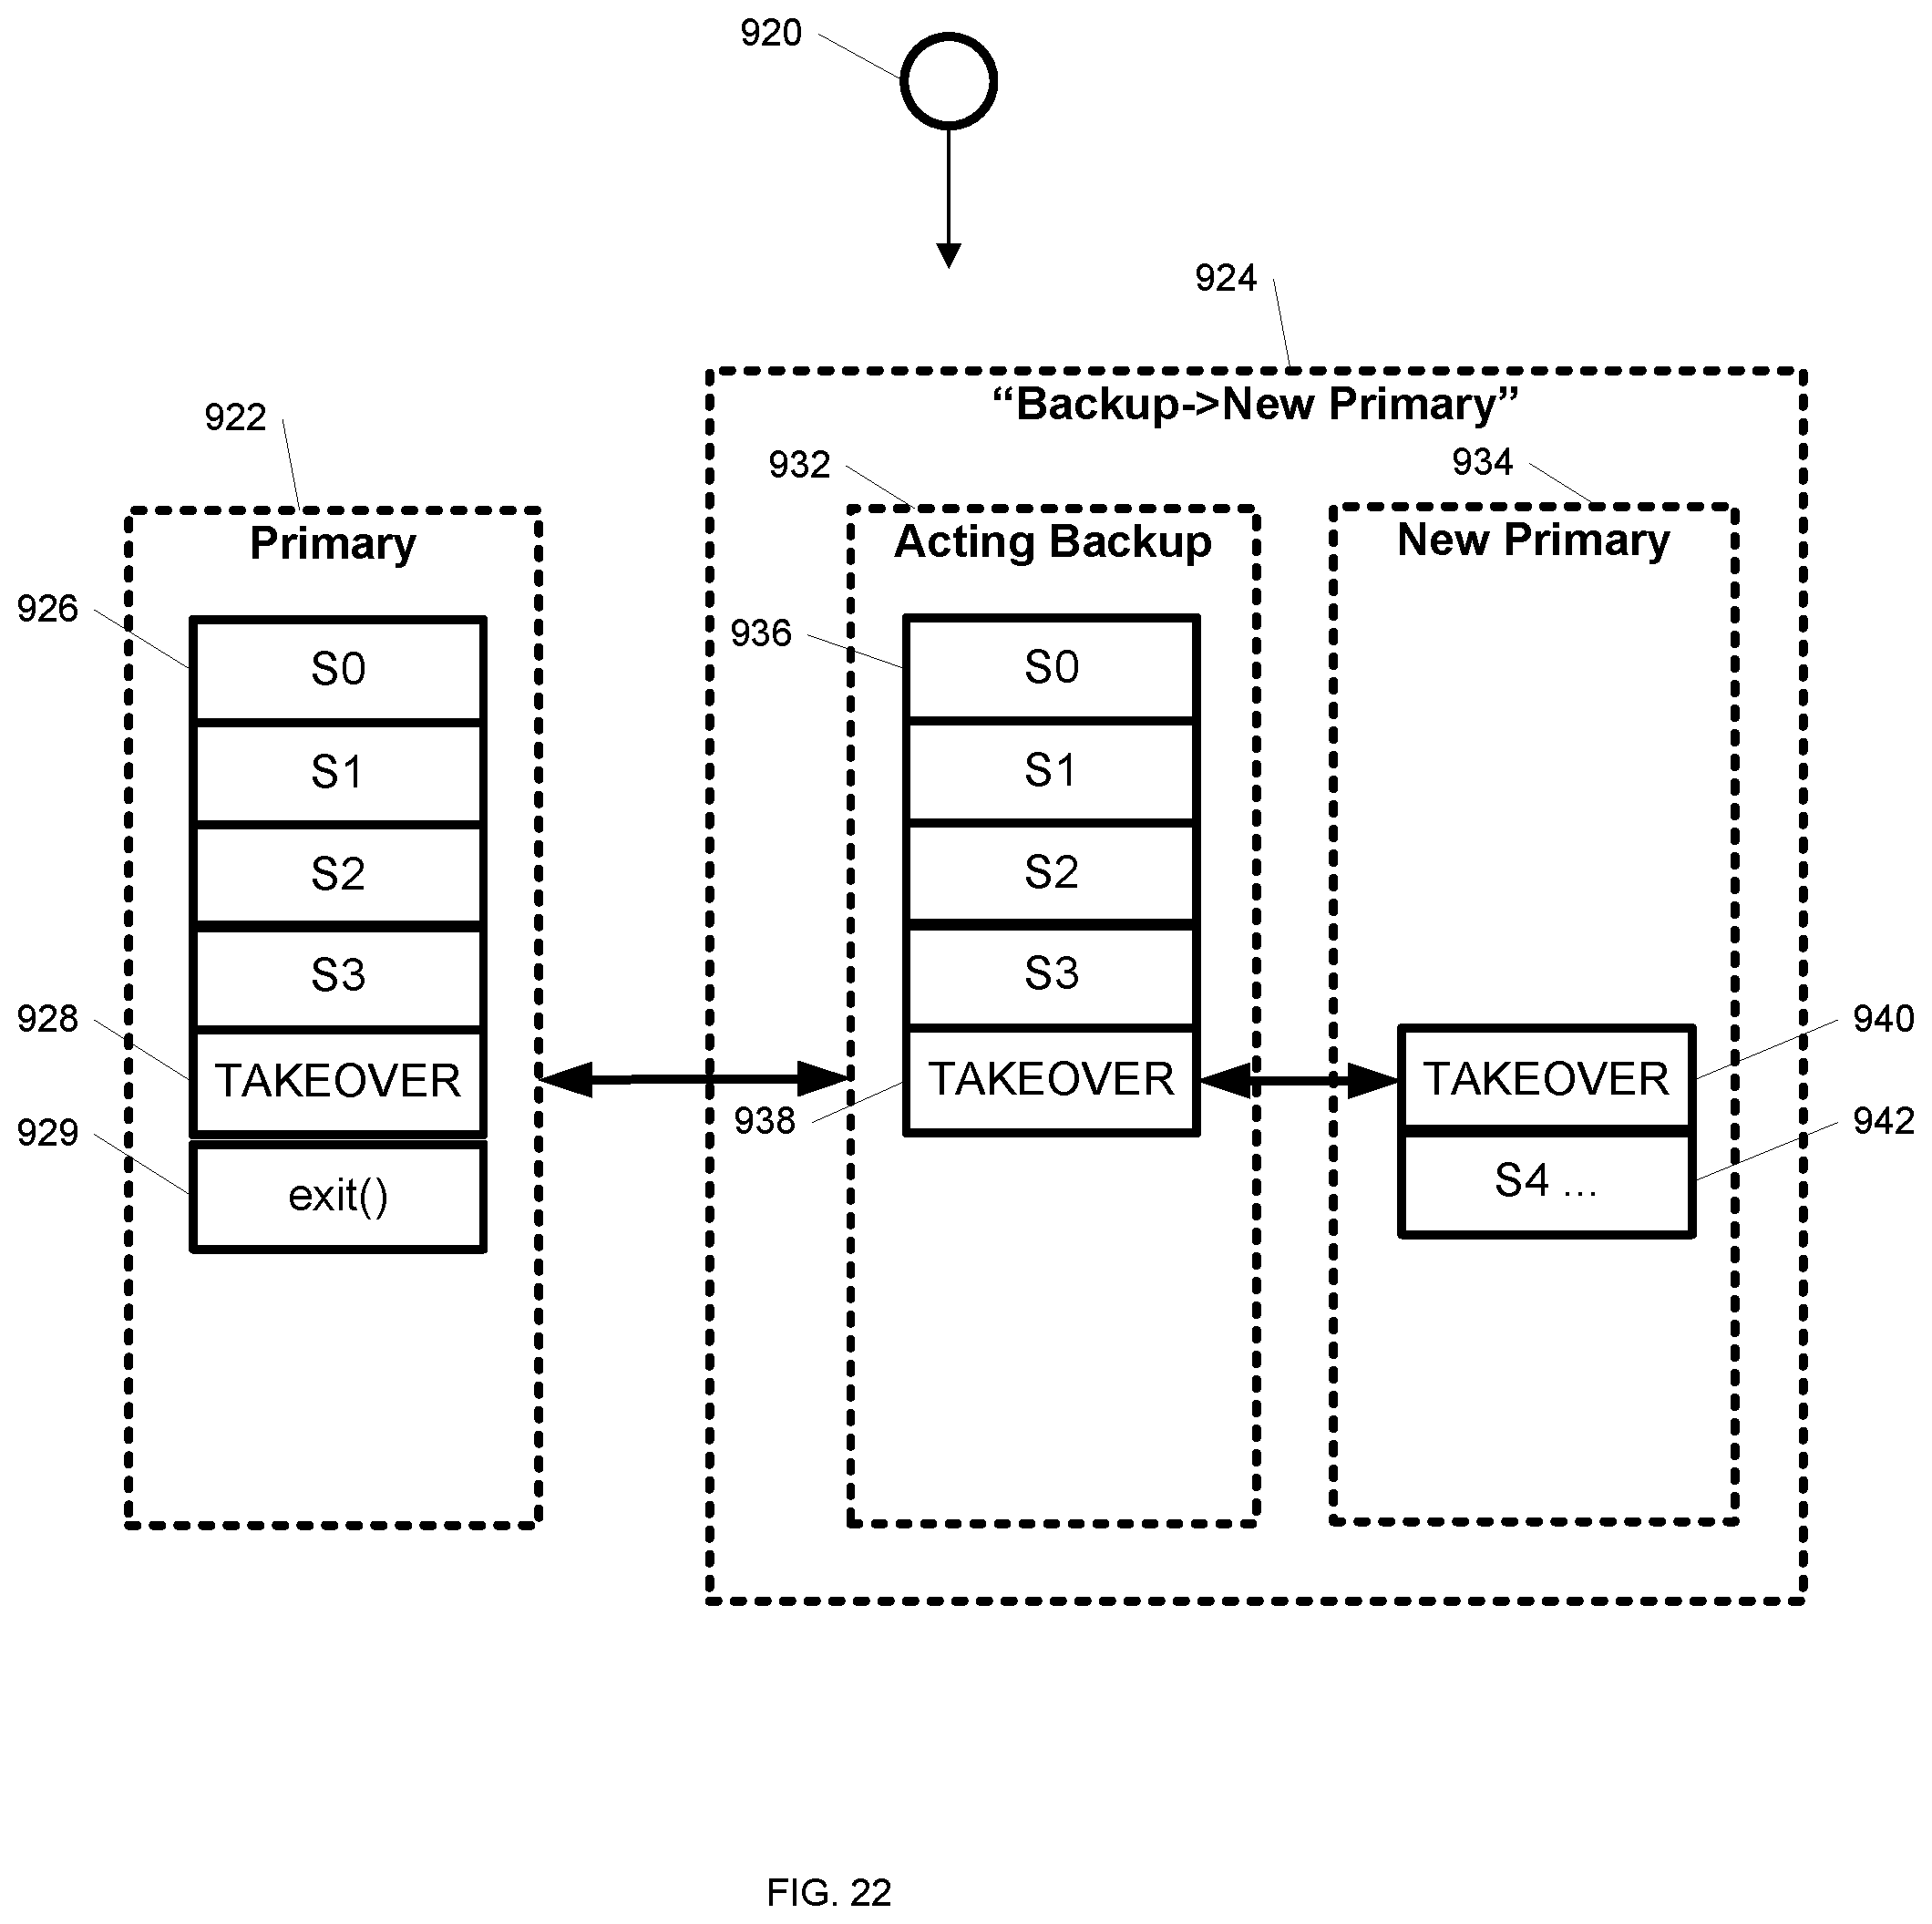 920
924
“Backup->New Primary”
922
932
934
Primary
Acting Backup
New Primary
926
S0
936
S0
S1
S1
S2
S2
S3
S3
928
TAKEOVER
938
TAKEOVER
TAKEOVER
940
929
exit()
S4 ...
942
FIG. 22